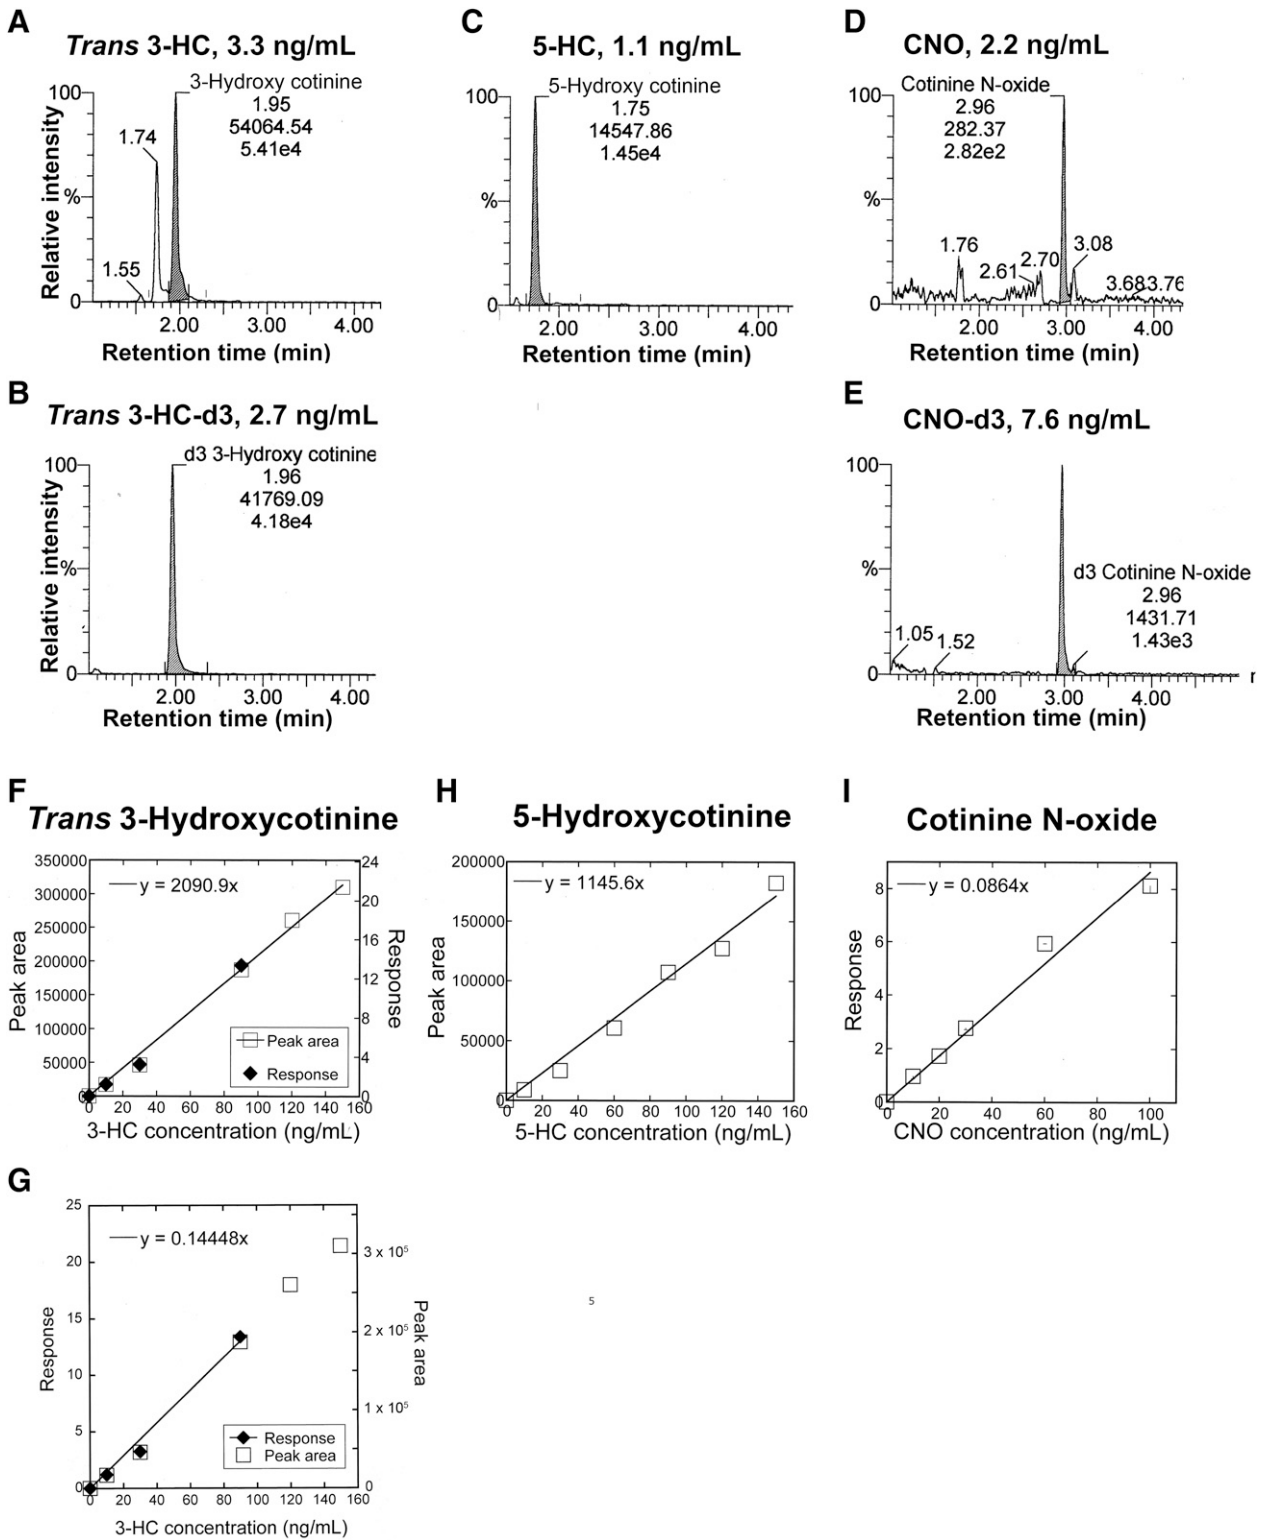 A
Trans 3-HC, 3.3 ng/mL
3-Hydroxy cotinine
1.95
54064.54
5.41e4
1.74
1.55
100
%
0
Relative intensity
2.00 3.00 4.00
Retention time (min)
C
5-HC, 1.1 ng/mL
5-Hydroxy cotinine
1.75
14547.86
1.45e4
100
%
0
2.00 3.00 4.00
Retention time (min)
D
CNO, 2.2 ng/mL
Cotinine N-oxide
2.96
282.37
2.82e2
100
%
0
1.76
2.61
2.70
3.08
3.68 3.76
2.00 3.00 4.00
Retention time (min)
B
Trans 3-HC-d3, 2.7 ng/mL
d3 3-Hydroxy cotinine
1.96
41769.09
4.18e4
100
%
0
Relative intensity
2.00 3.00 4.00
Retention time (min)
E
CNO-d3, 7.6 ng/mL
100
%
0
d3 Cotinine N-oxide
2.96
1431.71
1.43e3
1.05
1.52
2.00 3.00 4.00
Retention time (min)
F
Trans 3-Hydroxycotinine
y = 2090.9x
350000
300000
250000
200000
150000
100000
50000
0
Peak area
24
20
16
12
8
4
0
Response
Peak area
Response
0 20 40 60 80 100 120 140 160
3-HC concentration (ng/mL)
H
5-Hydroxycotinine
y = 1145.6x
200000
150000
100000
50000
0
Peak area
0 20 40 60 80 100 120 140 160
5-HC concentration (ng/mL)
I
Cotinine N-oxide
y = 0.0864x
8
6
4
2
0
Response
0 20 40 60 80 100
CNO concentration (ng/mL)
G
y = 0.14448x
25
20
15
10
5
0
Response
3 x 10⁵
2 x 10⁵
1 x 10⁵
0
Peak area
Response
Peak area
0 20 40 60 80 100 120 140 160
3-HC concentration (ng/mL)
5